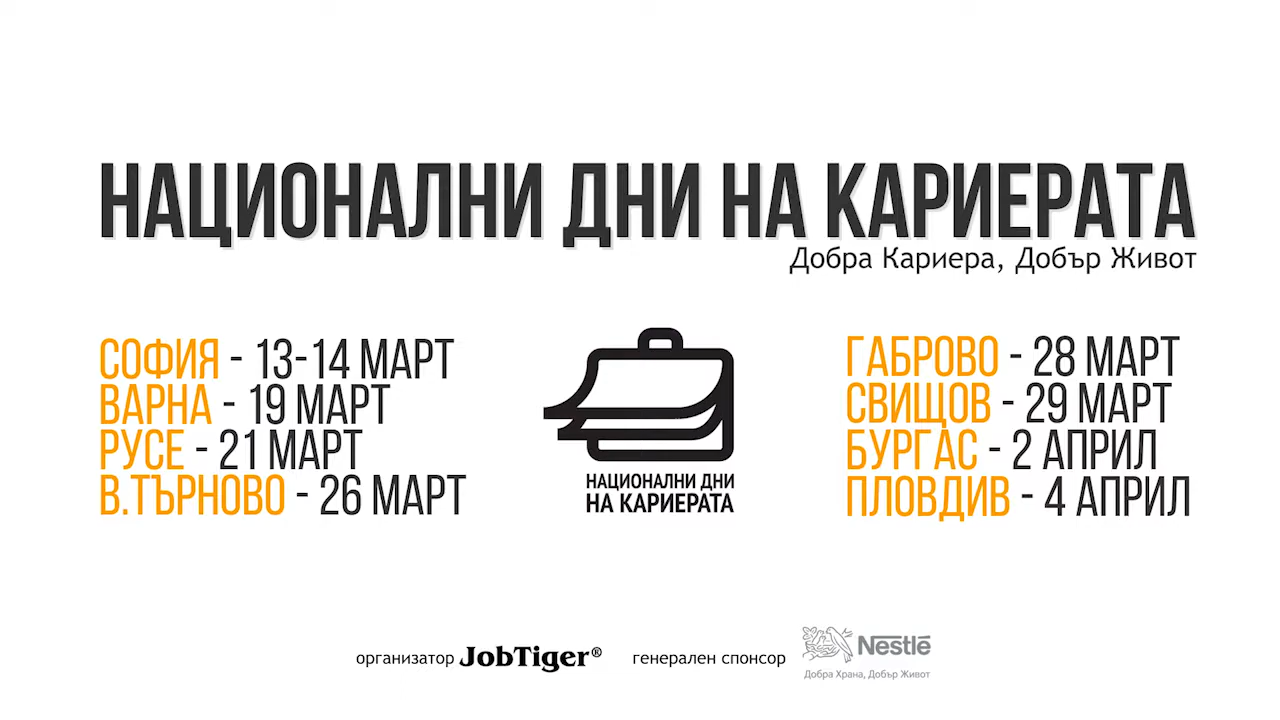 НАЦИОНАЛНИ ДНИ НА КАРИЕРАТА
Добра Кариера, Добър Живот
СОФИЯ - 13-14 МАРТ
ВАРНА - 19 МАРТ
РУСЕ - 21 МАРТ
В.ТЪРНОВО - 26 МАРТ
НАЦИОНАЛНИ ДНИ
НА КАРИЕРАТА
ГАБРОВО - 28 МАРТ
СВИЩОВ - 29 МАРТ
БУРГАС - 2 АПРИЛ
ПЛОВДИВ - 4 АПРИЛ
организатор JobTiger®
генерален спонсор Nestlé
Добра Храна, Добър Живот